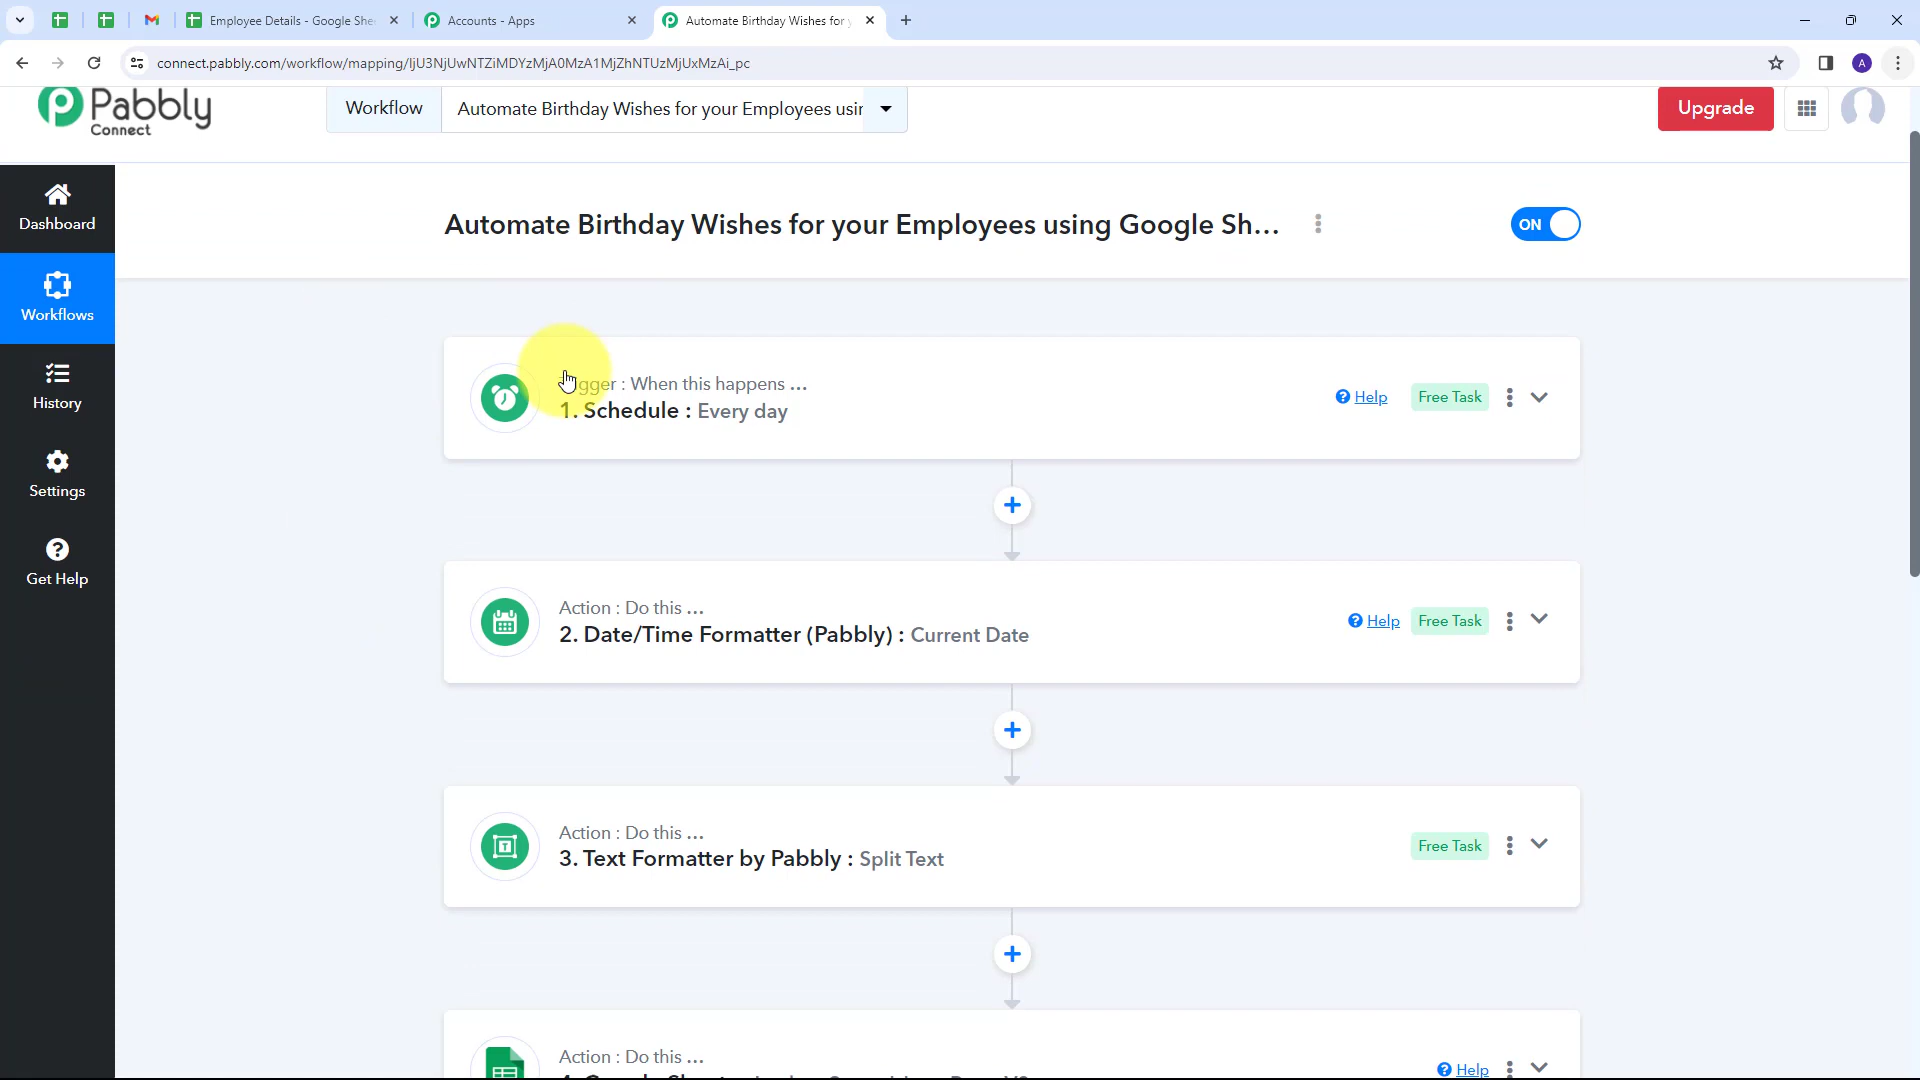 Employee Details - Google She
Accounts - Apps
Automate Birthday Wishes for y
connect.pabbly.com/workflow/mapping/IjU3NjUwNTZiMDYzMjA0MzA1MjZhNTUzMjUxMzAi_pc
A
Pabbly
Connect
Workflow
Automate Birthday Wishes for your Employees usin
Upgrade
Dashboard
Workflows
History
Settings
Get Help
Automate Birthday Wishes for your Employees using Google Sh...
ON
Trigger : When this happens ...
1. Schedule : Every day
Help
Free Task
Action : Do this ...
2. Date/Time Formatter (Pabbly) : Current Date
Help
Free Task
Action : Do this ...
3. Text Formatter by Pabbly : Split Text
Free Task
Action : Do this ...
Help